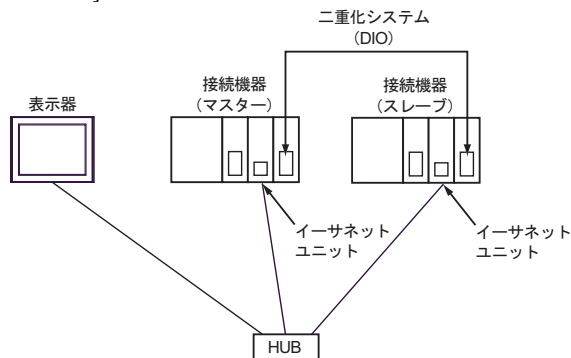 二重化システム
(DIO)
接続機器
(マスター)
接続機器
(スレーブ)
表示器
イーサネット
ユニット
イーサネット
ユニット
HUB